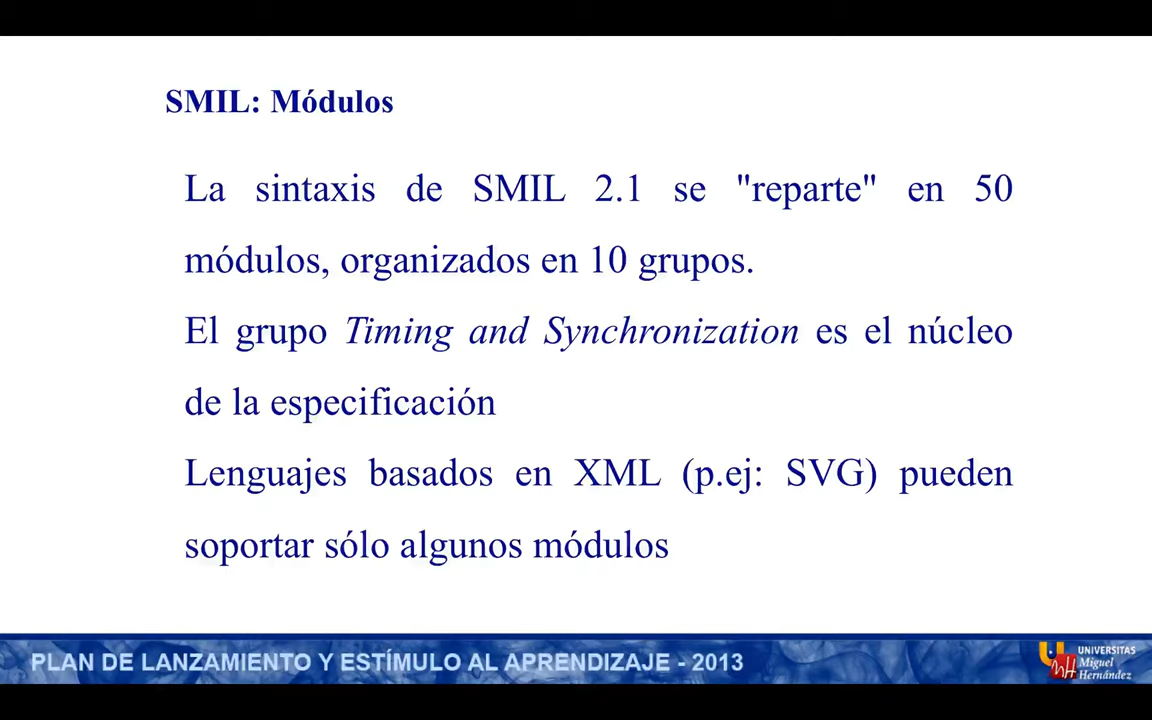 SMIL: Módulos
La sintaxis de SMIL 2.1 se "reparte" en 50
módulos, organizados en 10 grupos.
El grupo Timing and Synchronization es el núcleo
de la especificación
Lenguajes basados en XML (p.ej: SVG) pueden
soportar sólo algunos módulos
PLAN DE LANZAMIENTO Y ESTÍMULO AL APRENDIZAJE - 2013
UNIVERSITAS
Miguel
Hernández